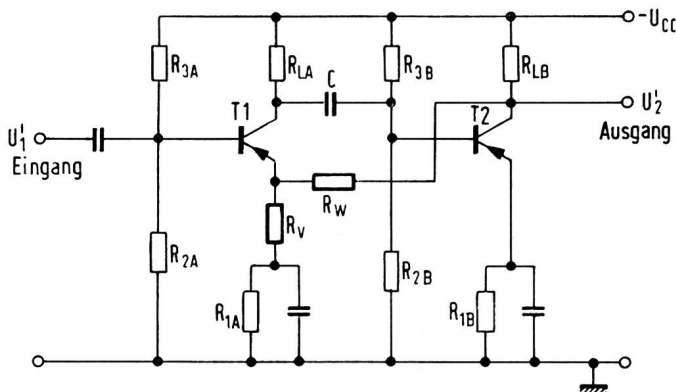 -U_CC
R_3A
R_LA
C
R_3B
R_LB
T1
T2
U'_1
Eingang
U'_2
Ausgang
R_W
R_V
R_2A
R_2B
R_1A
R_1B